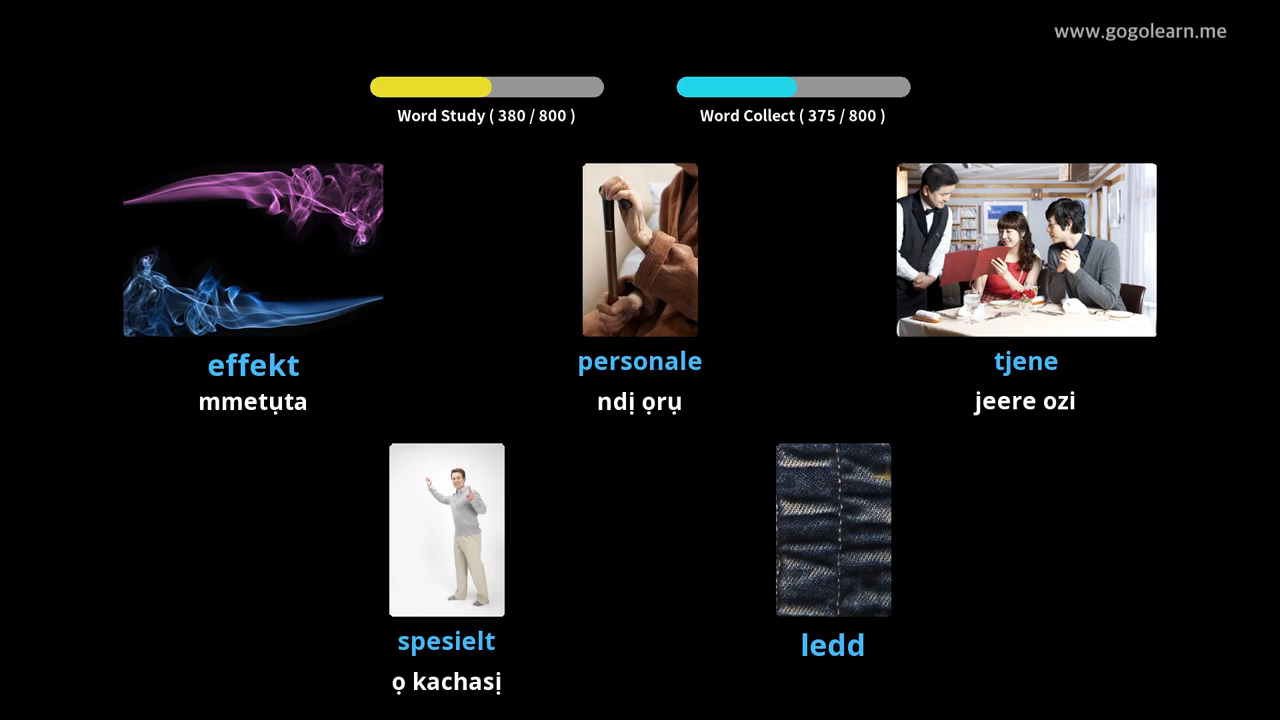 www.gogolearn.me
Word Study ( 380 / 800 )
Word Collect ( 375 / 800 )
effekt
mmetụta
personale
ndị ọrụ
tjene
jeere ozi
spesielt
ọ kachasị
ledd